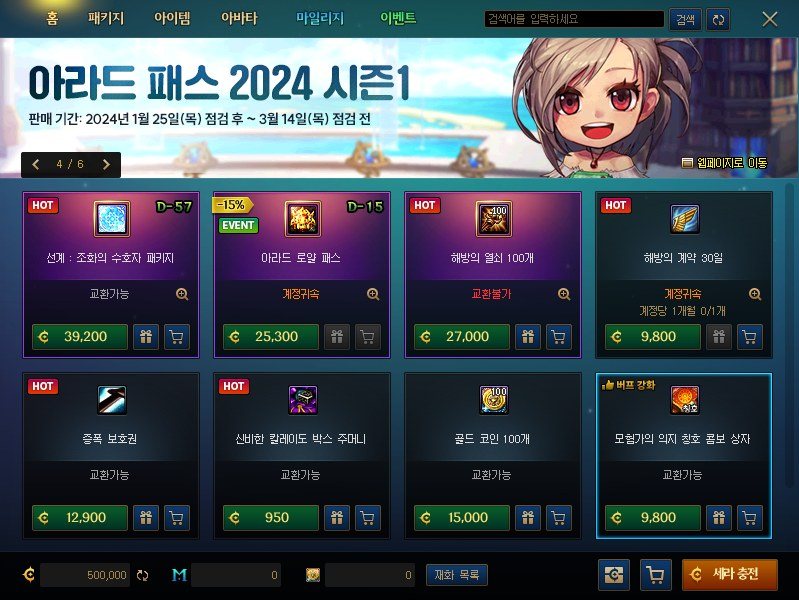 홈 패키지 아이템 아바타 마일리지 이벤트 검색어를 입력하세요 검색
아라드 패스 2024 시즌1
판매 기간: 2024년 1월 25일(목) 점검 후 ~ 3월 14일(목) 점검 전
4 / 6
웹페이지로 이동
HOT D-57
선계 : 조화의 수호자 패키지
교환가능
39,200
-15% D-15
EVENT
아라드 로얄 패스
계정귀속
25,300
HOT
100
해방의 열쇠 100개
교환불가
27,000
HOT
해방의 계약 30일
계정귀속
계정당 1개월 0/1개
9,800
HOT
증폭 보호권
교환가능
12,900
HOT
신비한 칼레이도 박스 주머니
교환가능
950
100
골드 코인 100개
교환가능
15,000
버프 강화
칭호
모험가의 의지 칭호 콤보 상자
교환가능
9,800
500,000 M 0 0 재화 목록 세라 충전